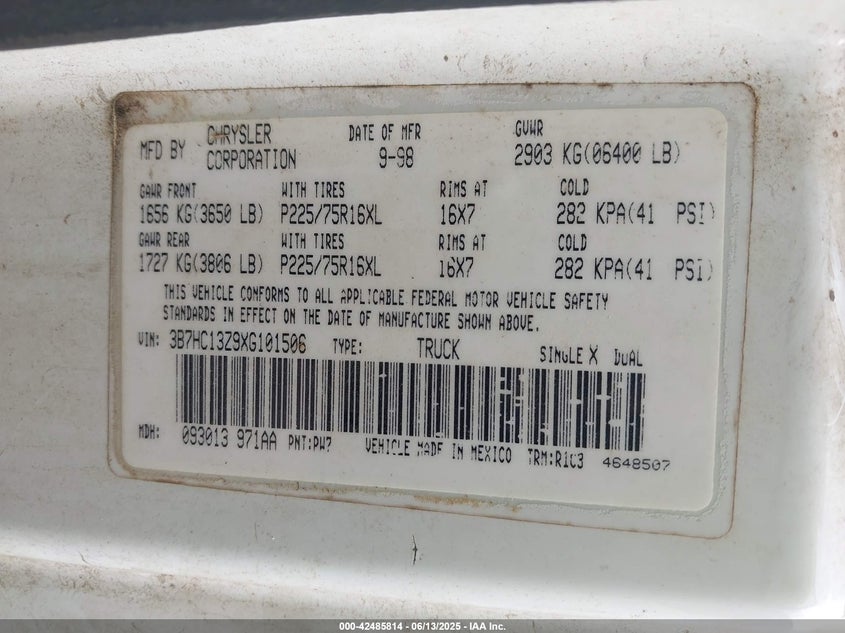 MFD BY CHRYSLER CORPORATION DATE OF MFR 9-98 GVWR 2903 KG(06400 LB)
GAWR FRONT WITH TIRES RIMS AT COLD
1656 KG(3650 LB) P225/75R16XL 16X7 282 KPA(41 PSI)
GAWR REAR WITH TIRES RIMS AT COLD
1727 KG(3806 LB) P225/75R16XL 16X7 282 KPA(41 PSI)
THIS VEHICLE CONFORMS TO ALL APPLICABLE FEDERAL MOTOR VEHICLE SAFETY
STANDARDS IN EFFECT ON THE DATE OF MANUFACTURE SHOWN ABOVE.
VIN: 3B7HC13Z9XG101506 TYPE: TRUCK SINGLE X DUAL
MDH: 093013 971AA PNT:PW7 VEHICLE MADE IN MEXICO TRM:R1C3 4648507
000-42485814 - 06/13/2025 - IAA Inc.